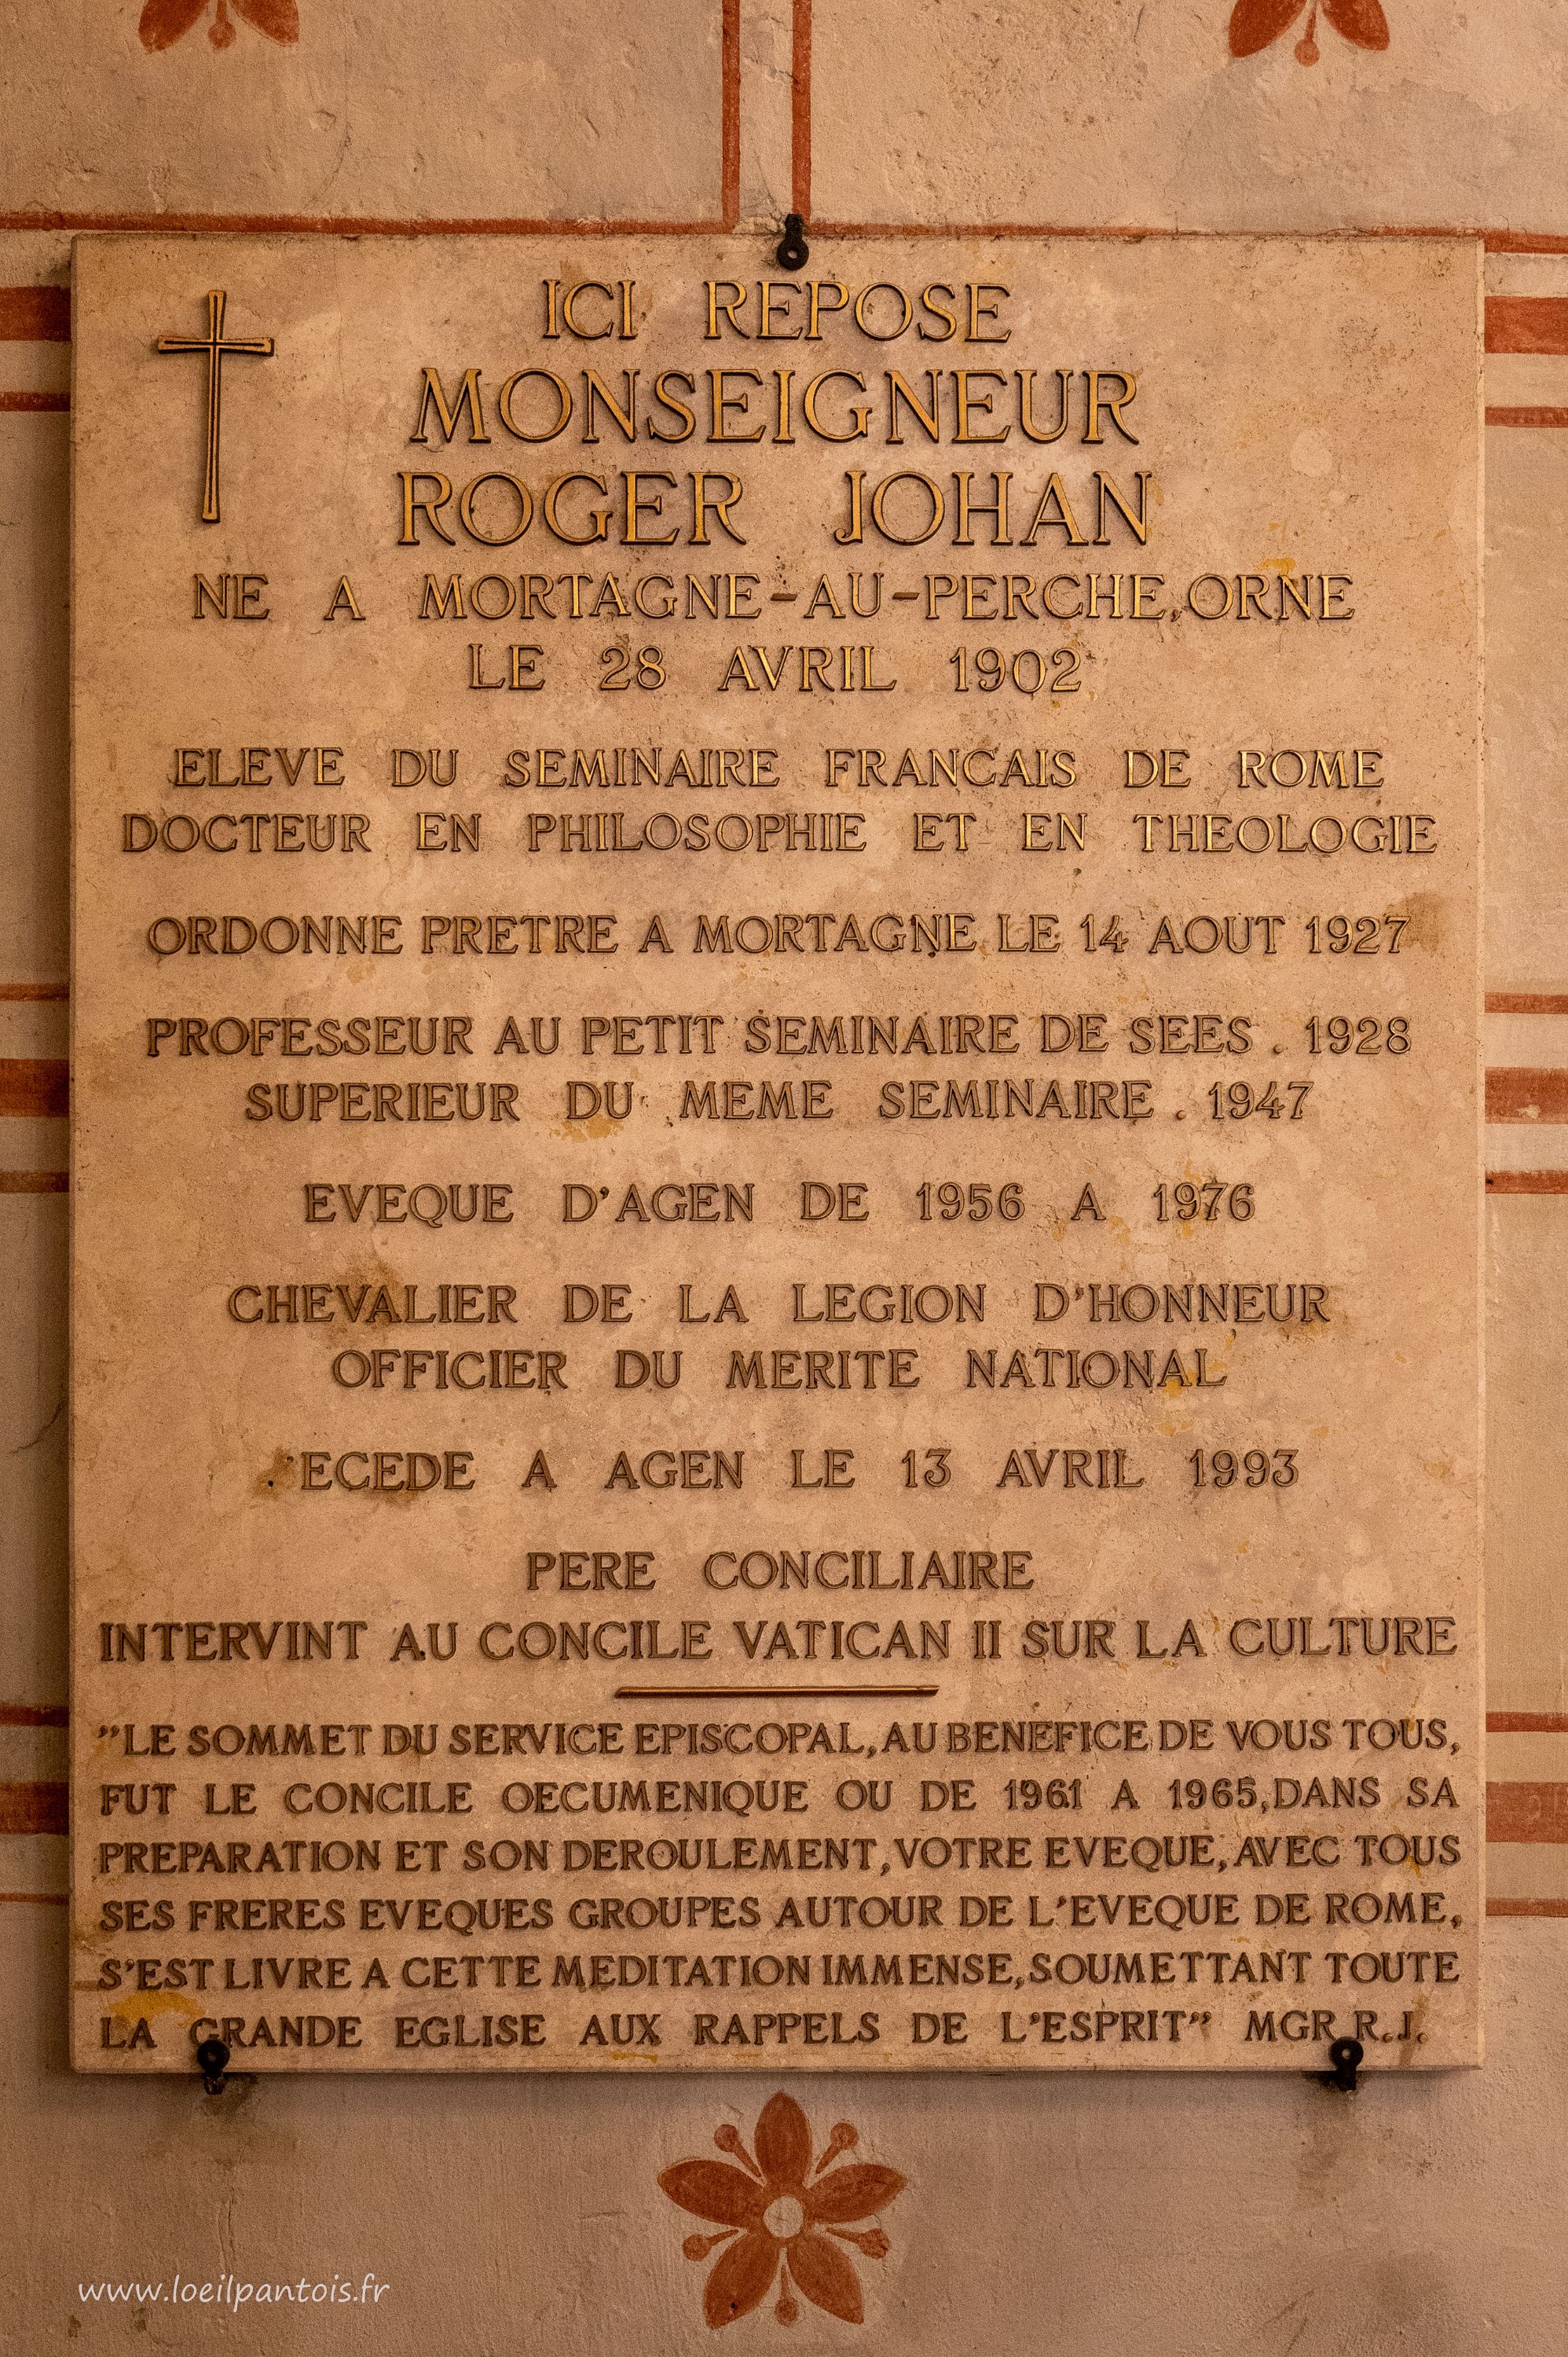 ICI REPOSE
MONSEIGNEUR
ROGER JOHAN
NE A MORTAGNE-AU-PERCHE,ORNE
LE 28 AVRIL 1902
ELEVE DU SEMINAIRE FRANCAIS DE ROME
DOCTEUR EN PHILOSOPHIE ET EN THEOLOGIE
ORDONNE PRETRE A MORTAGNE LE 14 AOUT 1927
PROFESSEUR AU PETIT SEMINAIRE DE SEES . 1928
SUPERIEUR DU MEME SEMINAIRE . 1947
EVEQUE D'AGEN DE 1956 A 1976
CHEVALIER DE LA LEGION D'HONNEUR
OFFICIER DU MERITE NATIONAL
ECEDE A AGEN LE 13 AVRIL 1993
PERE CONCILIAIRE
INTERVINT AU CONCILE VATICAN II SUR LA CULTURE
"LE SOMMET DU SERVICE EPISCOPAL, AU BENEFICE DE VOUS TOUS,
FUT LE CONCILE OECUMENIQUE OU DE 1961 A 1965, DANS SA
PREPARATION ET SON DEROULEMENT, VOTRE EVEQUE, AVEC TOUS
SES FRERES EVEQUES GROUPES AUTOUR DE L'EVEQUE DE ROME,
S'EST LIVRE A CETTE MEDITATION IMMENSE, SOUMETTANT TOUTE
LA GRANDE EGLISE AUX RAPPELS DE L'ESPRIT" MGR R.J.
www.loeilpantois.fr